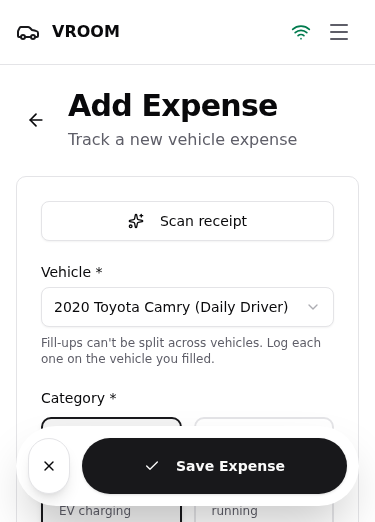 VROOM
Add Expense
Track a new vehicle expense
Scan receipt
Vehicle *
2020 Toyota Camry (Daily Driver)
Fill-ups can't be split across vehicles. Log each
one on the vehicle you filled.
Category *
Save Expense
EV charging
running